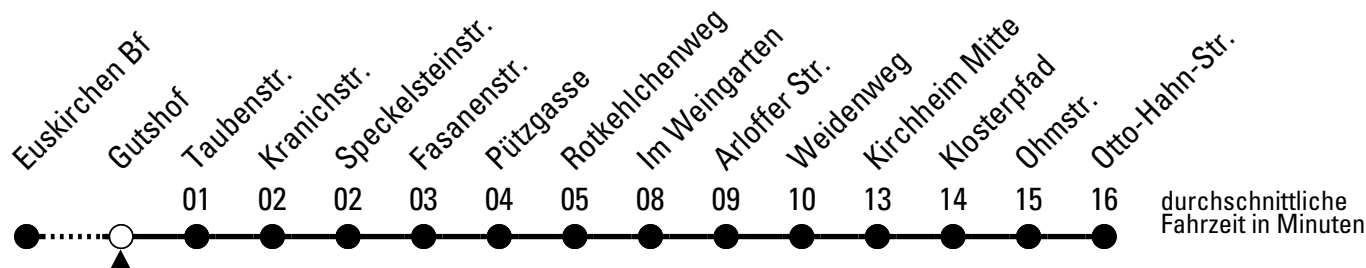 Euskirchen Bf
Gutshof
Taubenstr.
Kranichstr.
Speckelsteinstr.
Fasanenstr.
Pützgasse
Rotkehlchenweg
Im Weingarten
Arloffer Str.
Weidenweg
Kirchheim Mitte
Klosterpfad
Ohmstr.
Otto-Hahn-Str.
01 02 02 03 04 05 08 09 10 13 14 15 16
durchschnittliche
Fahrzeit in Minuten